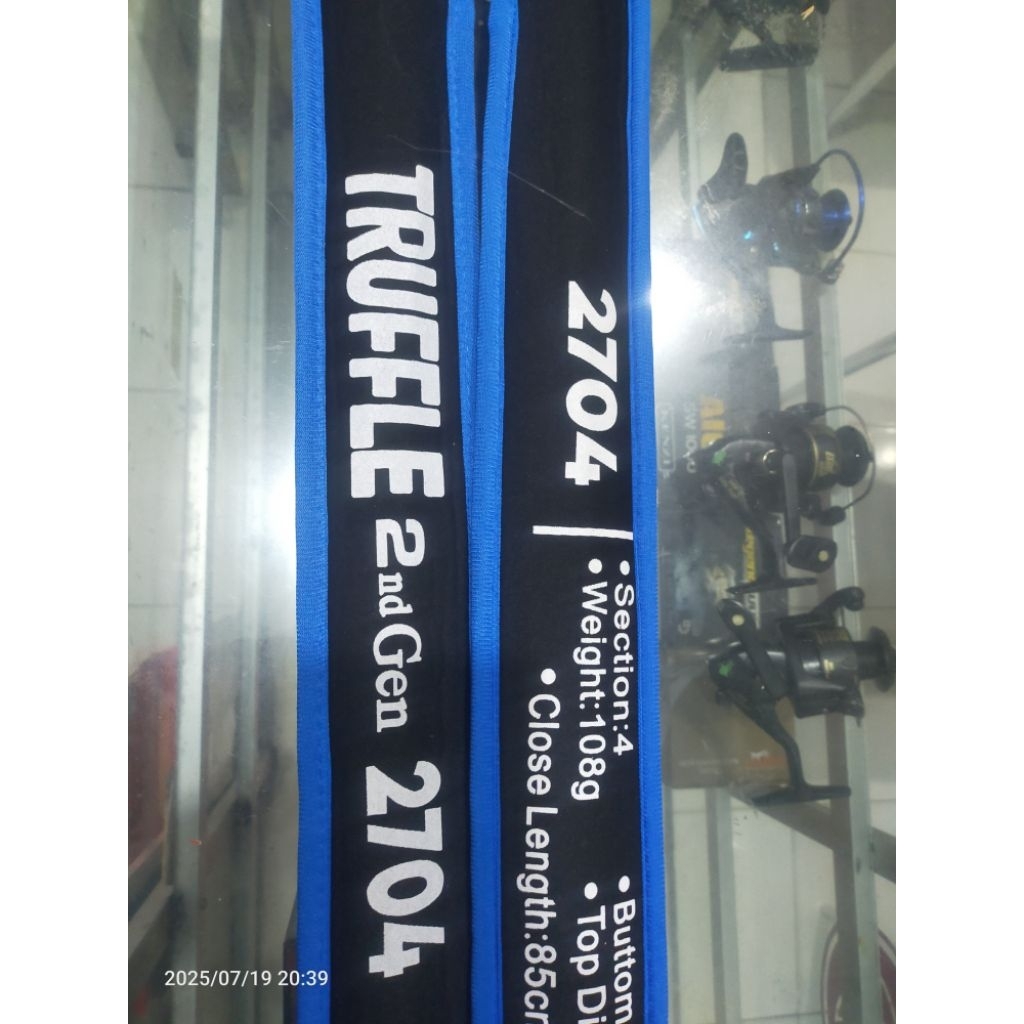 TRUFFLE 2nd Gen 2704
2704
• Section:4
• Weight:108g
• Close Length:85cm
• Buttom
• Top Di
2025/07/19 20:39